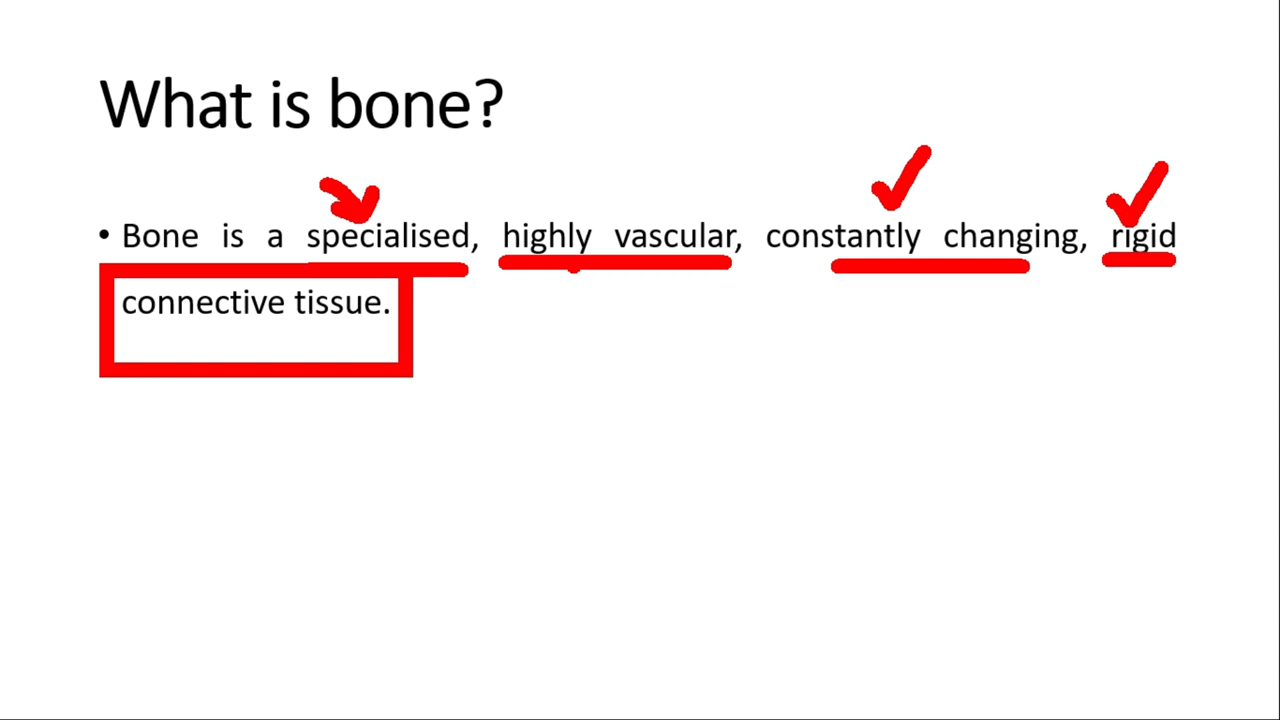 What is bone?
• Bone is a specialised, highly vascular, constantly changing, rigid
connective tissue.